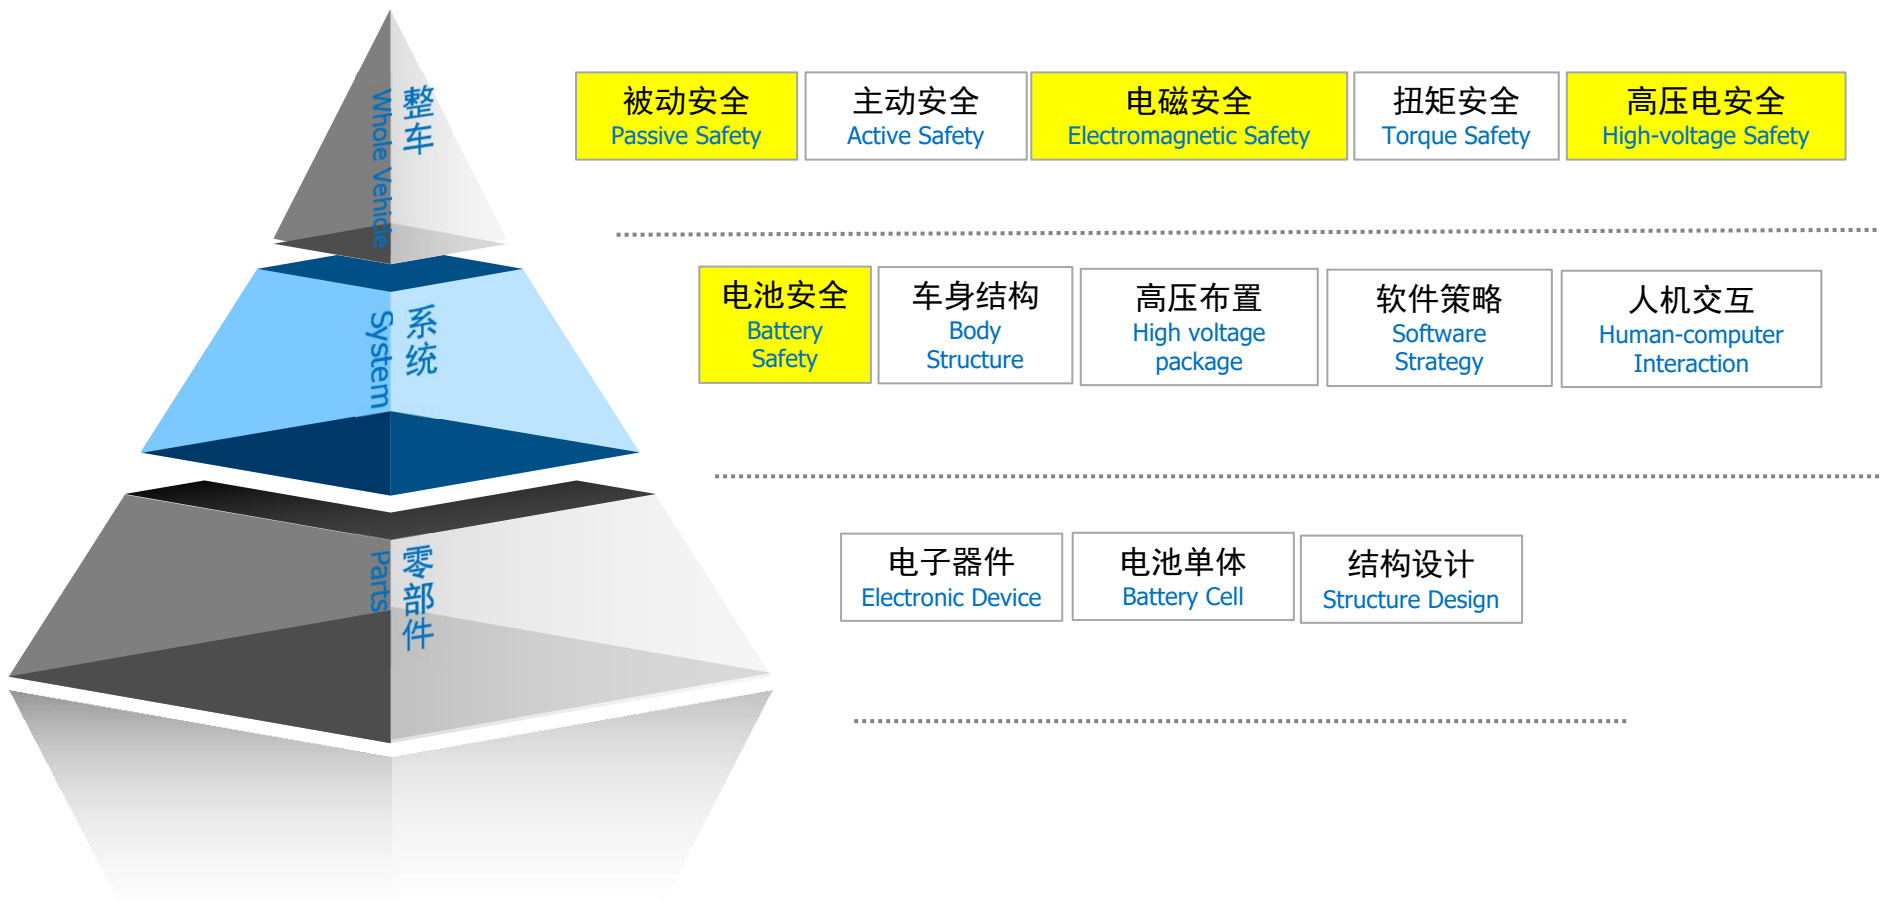 整车
Whole Vehicle
被动安全
Passive Safety
主动安全
Active Safety
电磁安全
Electromagnetic Safety
扭矩安全
Torque Safety
高压电安全
High-voltage Safety
系统
System
电池安全
Battery
Safety
车身结构
Body
Structure
高压布置
High voltage
package
软件策略
Software
Strategy
人机交互
Human-computer
Interaction
零部件
Parts
电子器件
Electronic Device
电池单体
Battery Cell
结构设计
Structure Design